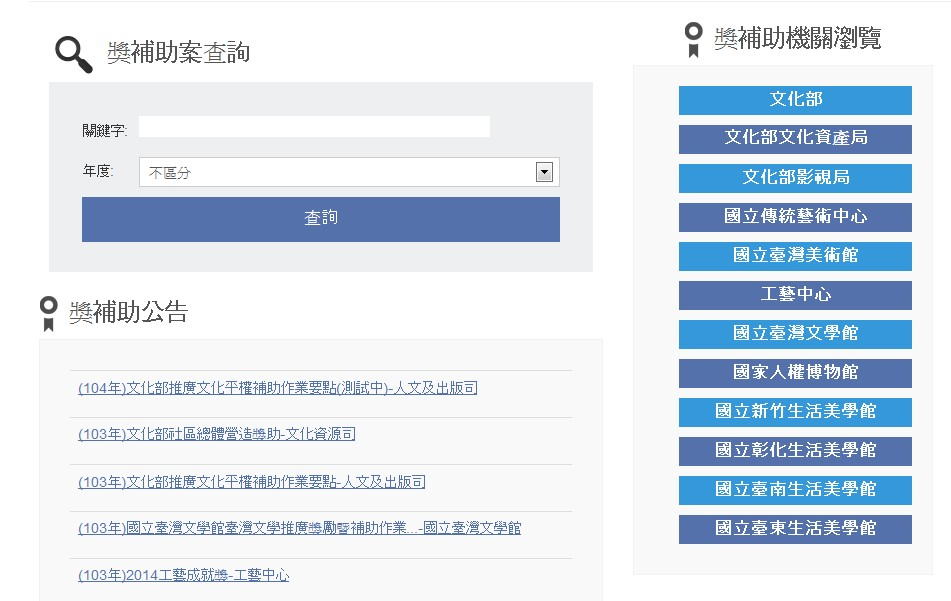 獎補助案查詢
關鍵字:
年度:
不區分
查詢
獎補助公告
(104年)文化部推廣文化平權補助作業要點(測試中)-人文及出版司
(103年)文化部社區總體營造獎助-文化資源司
(103年)文化部推廣文化平權補助作業要點-人文及出版司
(103年)國立臺灣文學館臺灣文學推廣獎勵暨補助作業...-國立臺灣文學館
(103年)2014工藝成就獎-工藝中心
獎補助機關瀏覽
文化部
文化部文化資產局
文化部影視局
國立傳統藝術中心
國立臺灣美術館
工藝中心
國立臺灣文學館
國家人權博物館
國立新竹生活美學館
國立彰化生活美學館
國立臺南生活美學館
國立臺東生活美學館